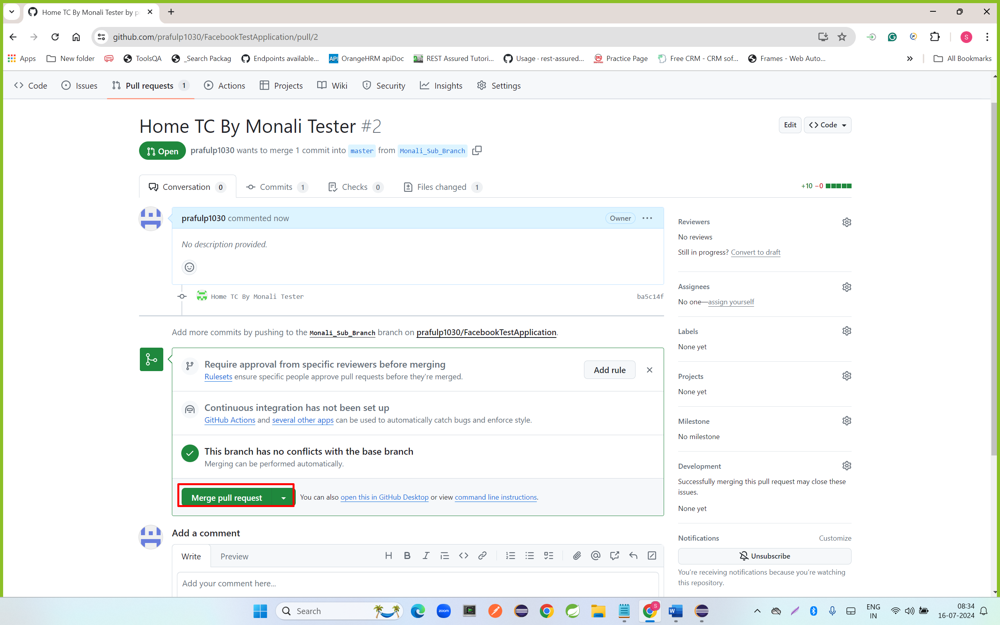 Home TC By Monali Tester by p
github.com/prafulp1030/FacebookTestApplication/pull/2
S
Apps New folder ToolsQA _Search Packag Endpoints available... API OrangeHRM apiDoc REST Assured Tutori... Usage · rest-assured... Practice Page Free CRM - CRM sof... Frames - Web Auto... » All Bookmarks
Code Issues Pull requests 1 Actions Projects Wiki Security Insights Settings
Home TC By Monali Tester #2
Edit Code
Open prafulp1030 wants to merge 1 commit into master from Monali_Sub_Branch
Conversation 0 Commits 1 Checks 0 Files changed 1 +10 −0
prafulp1030 commented now Owner ...
No description provided.
Home TC By Monali Tester ba5c14f
Add more commits by pushing to the Monali_Sub_Branch branch on prafulp1030/FacebookTestApplication.
Require approval from specific reviewers before merging
Rulesets ensure specific people approve pull requests before they're merged.
Add rule
Continuous integration has not been set up
GitHub Actions and several other apps can be used to automatically catch bugs and enforce style.
This branch has no conflicts with the base branch
Merging can be performed automatically.
Merge pull request You can also open this in GitHub Desktop or view command line instructions.
Add a comment
Write Preview
Add your comment here...
Reviewers
No reviews
Still in progress? Convert to draft
Assignees
No one—assign yourself
Labels
None yet
Projects
None yet
Milestone
No milestone
Development
Successfully merging this pull request may close these
issues.
None yet
Notifications Customize
Unsubscribe
You're receiving notifications because you're watching
this repository.
Search
zoom
S
W
ENG
IN
08:34
16-07-2024